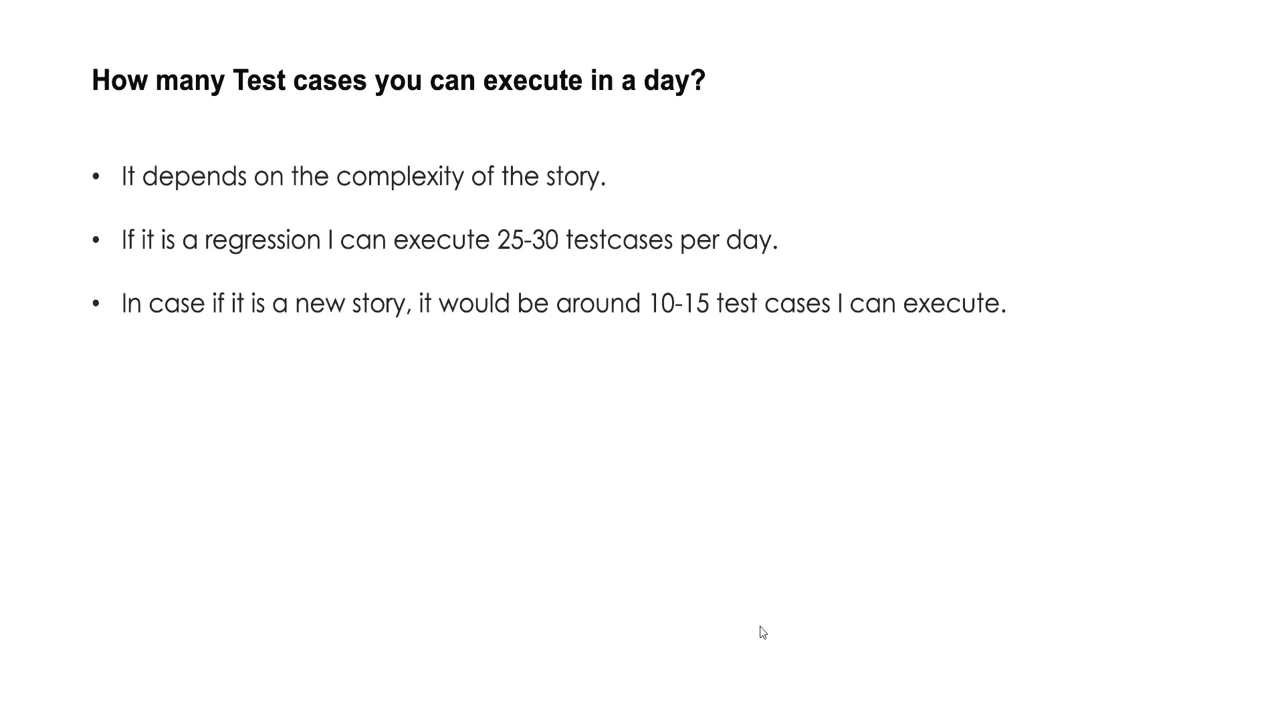 How many Test cases you can execute in a day?
• It depends on the complexity of the story.
• If it is a regression I can execute 25-30 testcases per day.
• In case if it is a new story, it would be around 10-15 test cases I can execute.